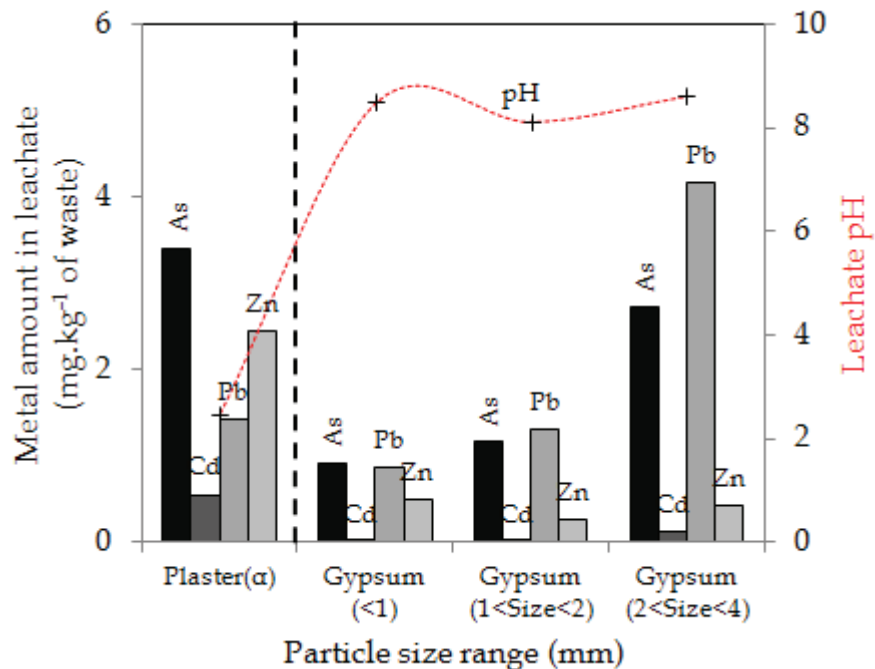 Metal amount in leachate
(mg.kg⁻¹ of waste)
6
4
2
0
As
Cd
Pb
Zn
As
Cd
Pb
Zn
pH
As
Cd
Pb
Zn
As
Cd
Pb
Zn
10
8
6
4
2
0
Leachate pH
Plaster(α)
Gypsum
(<1)
Gypsum
(1<Size<2)
Gypsum
(2<Size<4)
Particle size range (mm)